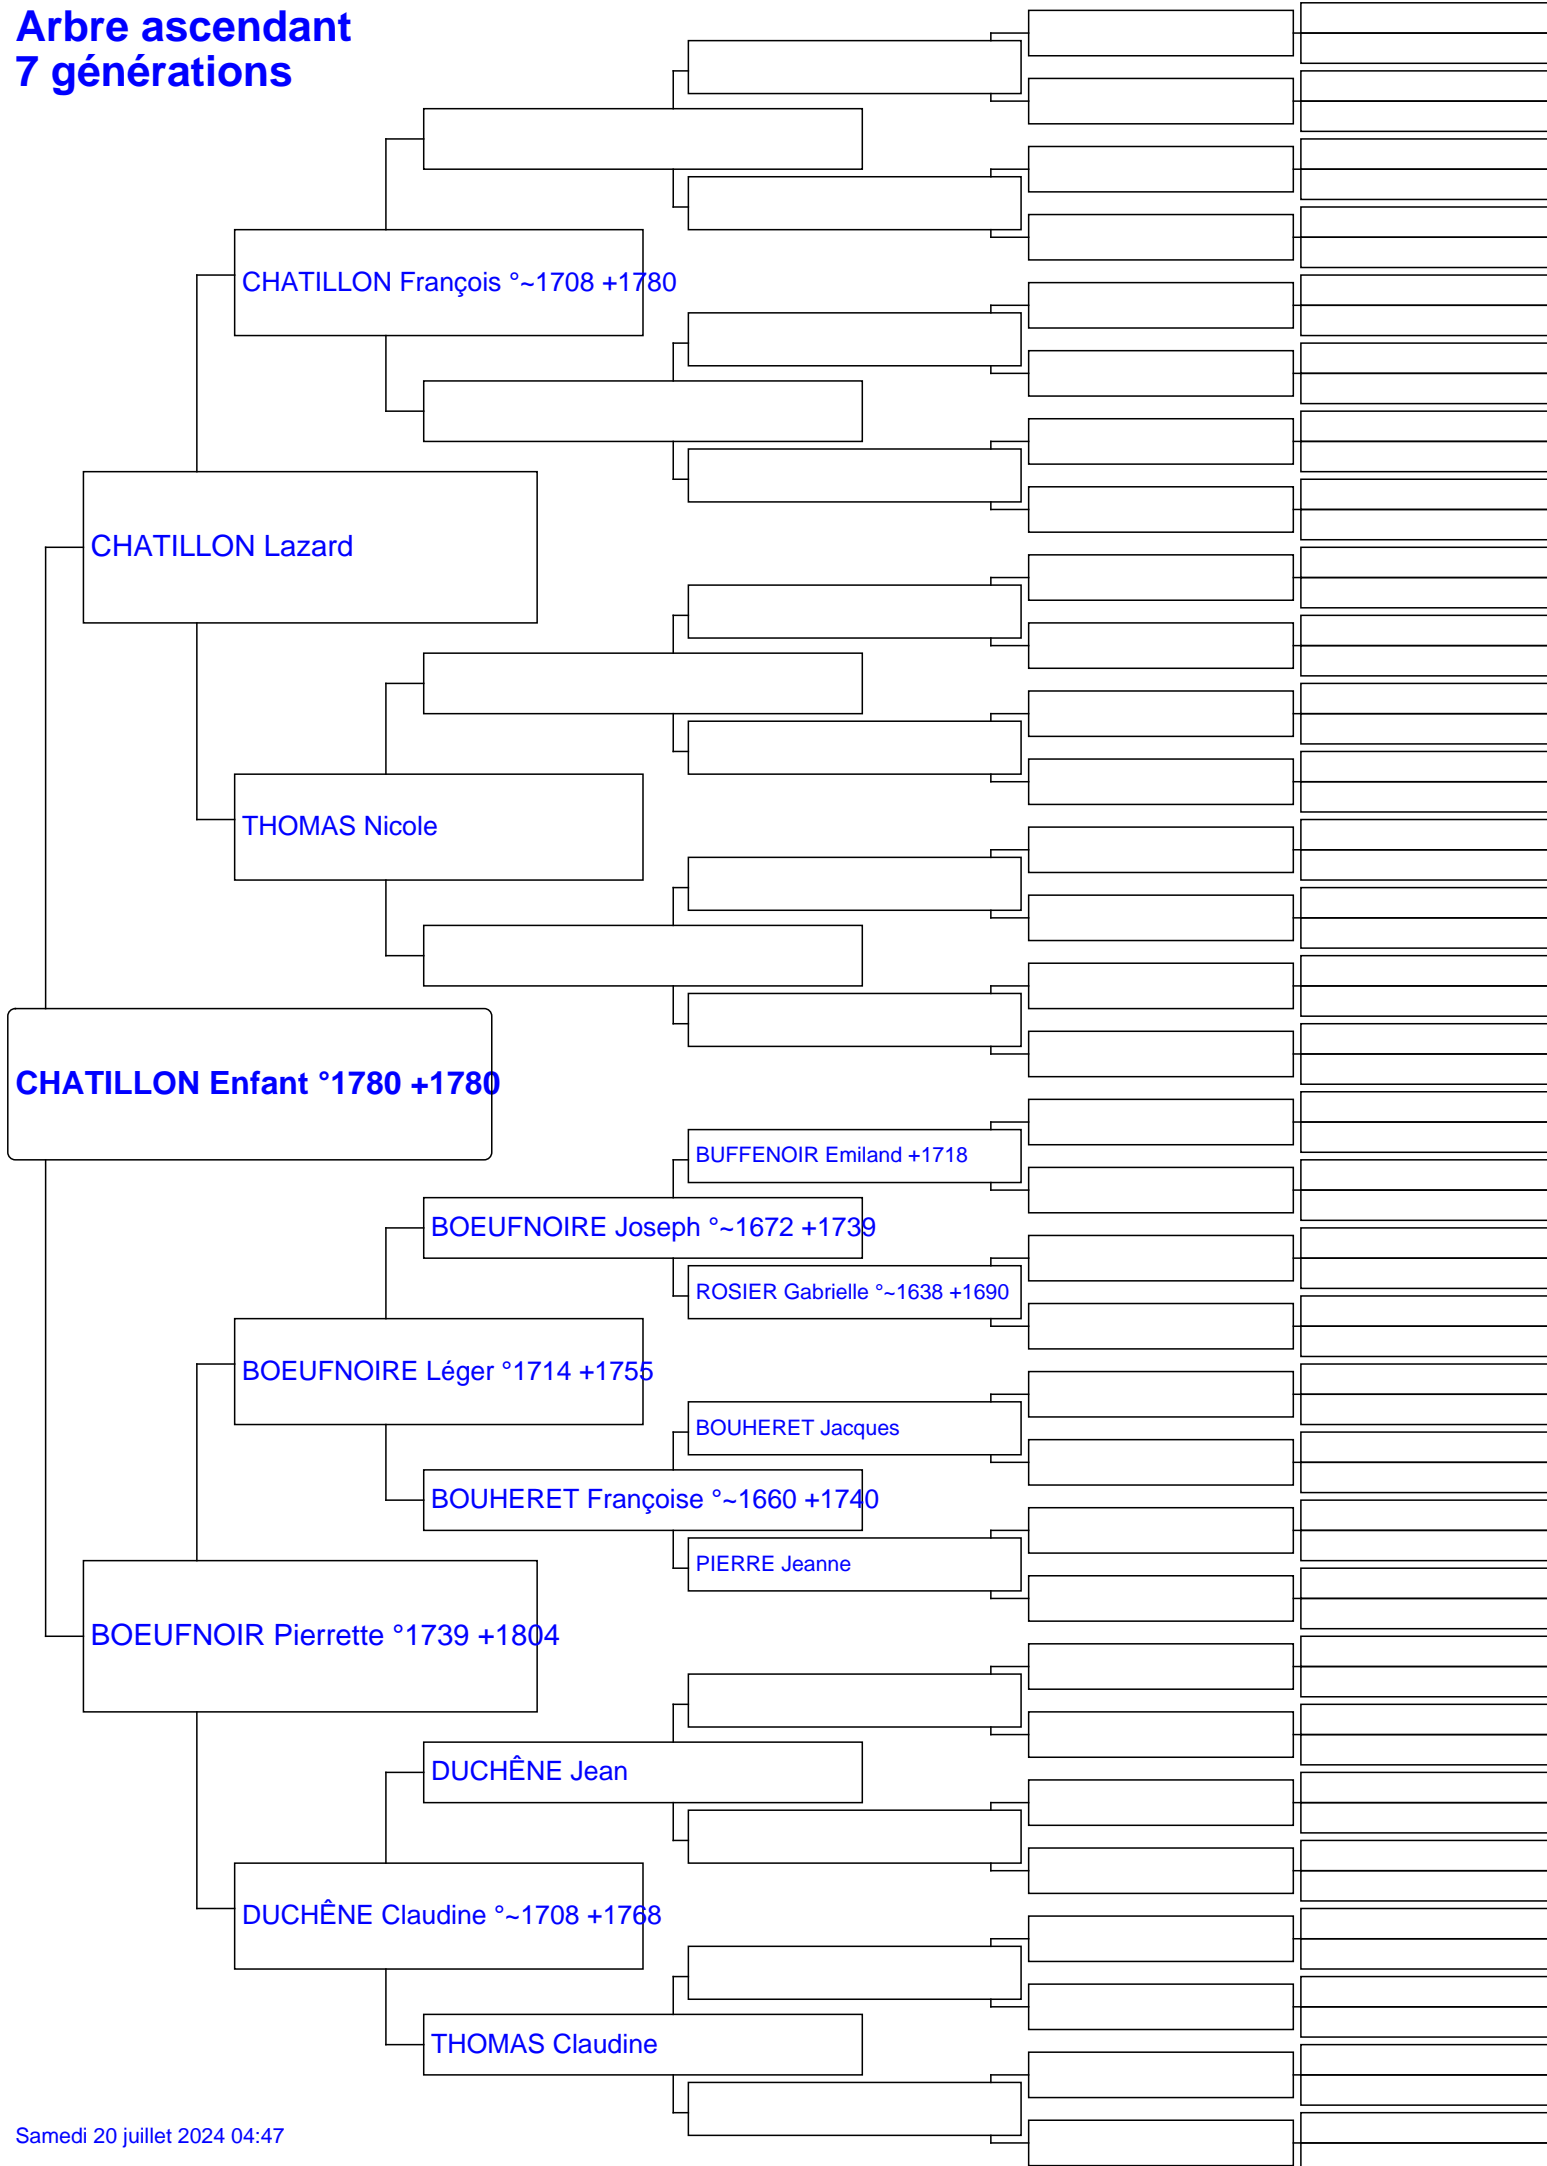 Arbre ascendant
7 générations
CHATILLON François °~1708 +1780
CHATILLON Lazard
THOMAS Nicole
CHATILLON Enfant °1780 +1780
BUFFENOIR Emiland +1718
BOEUFNOIRE Joseph °~1672 +1739
ROSIER Gabrielle °~1638 +1690
BOEUFNOIRE Léger °1714 +1755
BOUHERET Jacques
BOUHERET Françoise °~1660 +1740
PIERRE Jeanne
BOEUFNOIR Pierrette °1739 +1804
DUCHÊNE Jean
DUCHÊNE Claudine °~1708 +1768
THOMAS Claudine
Samedi 20 juillet 2024 04:47